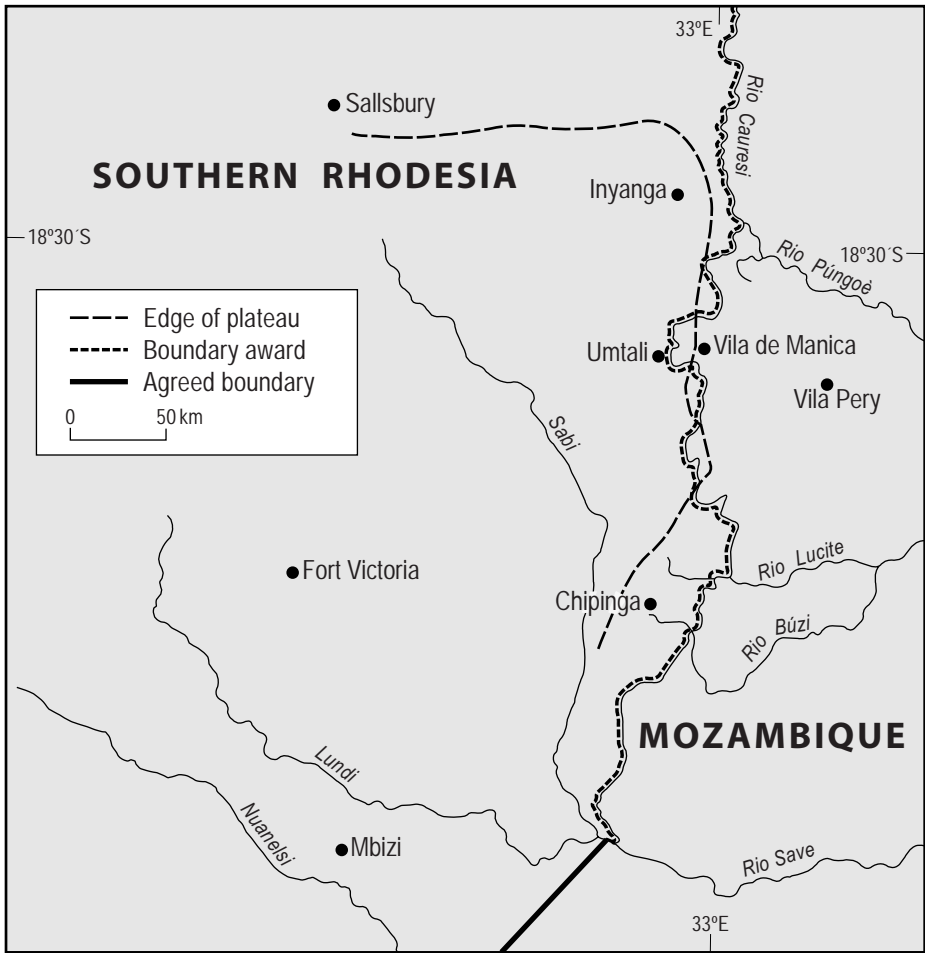 33ºE
Rio Cauresi
Sallsbury
SOUTHERN RHODESIA
Inyanga
18º30´S
18º30´S
Rio Púngoè
Edge of plateau
Boundary award
Agreed boundary
0 50 km
Umtali
Vila de Manica
Vila Pery
Sabi
Fort Victoria
Rio Lucite
Chipinga
Rio Búzi
MOZAMBIQUE
Lundi
Nuanelsi
Mbizi
Rio Save
33ºE